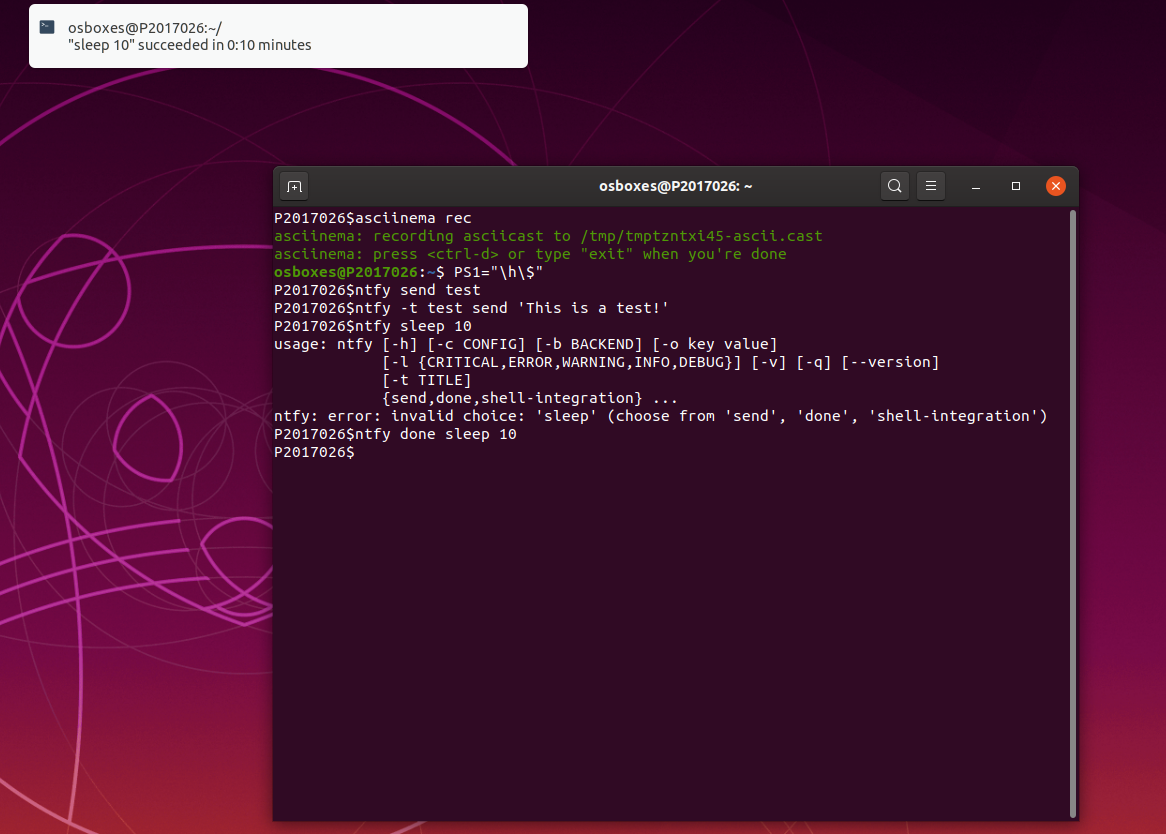 osboxes@P2017026:~/
"sleep 10" succeeded in 0:10 minutes
osboxes@P2017026: ~
P2017026$asciinema rec
asciinema: recording asciicast to /tmp/tmptzntxi45-ascii.cast
asciinema: press <ctrl-d> or type "exit" when you're done
osboxes@P2017026:~$ PS1="\h\$"
P2017026$ntfy send test
P2017026$ntfy -t test send 'This is a test!'
P2017026$ntfy sleep 10
usage: ntfy [-h] [-c CONFIG] [-b BACKEND] [-o key value]
            [-l {CRITICAL,ERROR,WARNING,INFO,DEBUG}] [-v] [-q] [--version]
            [-t TITLE]
            {send,done,shell-integration} ...
ntfy: error: invalid choice: 'sleep' (choose from 'send', 'done', 'shell-integration')
P2017026$ntfy done sleep 10
P2017026$